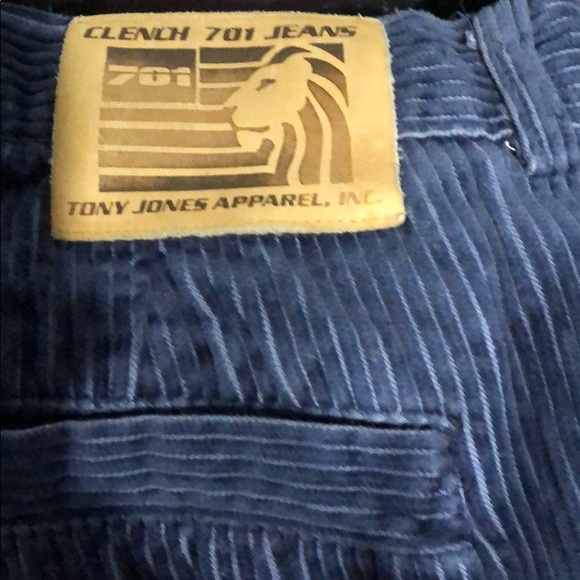 CLENCH 701 JEANS
701
TONY JONES APPAREL, INC.